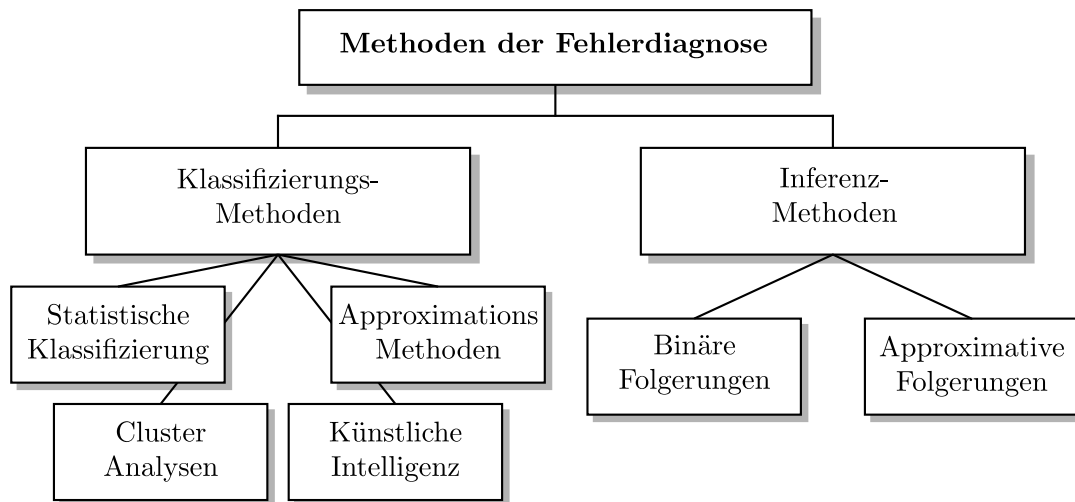 Methoden der Fehlerdiagnose
Klassifizierungs-
Methoden
Inferenz-
Methoden
Statistische
Klassifizierung
Approximations
Methoden
Binäre
Folgerungen
Approximative
Folgerungen
Cluster
Analysen
Künstliche
Intelligenz